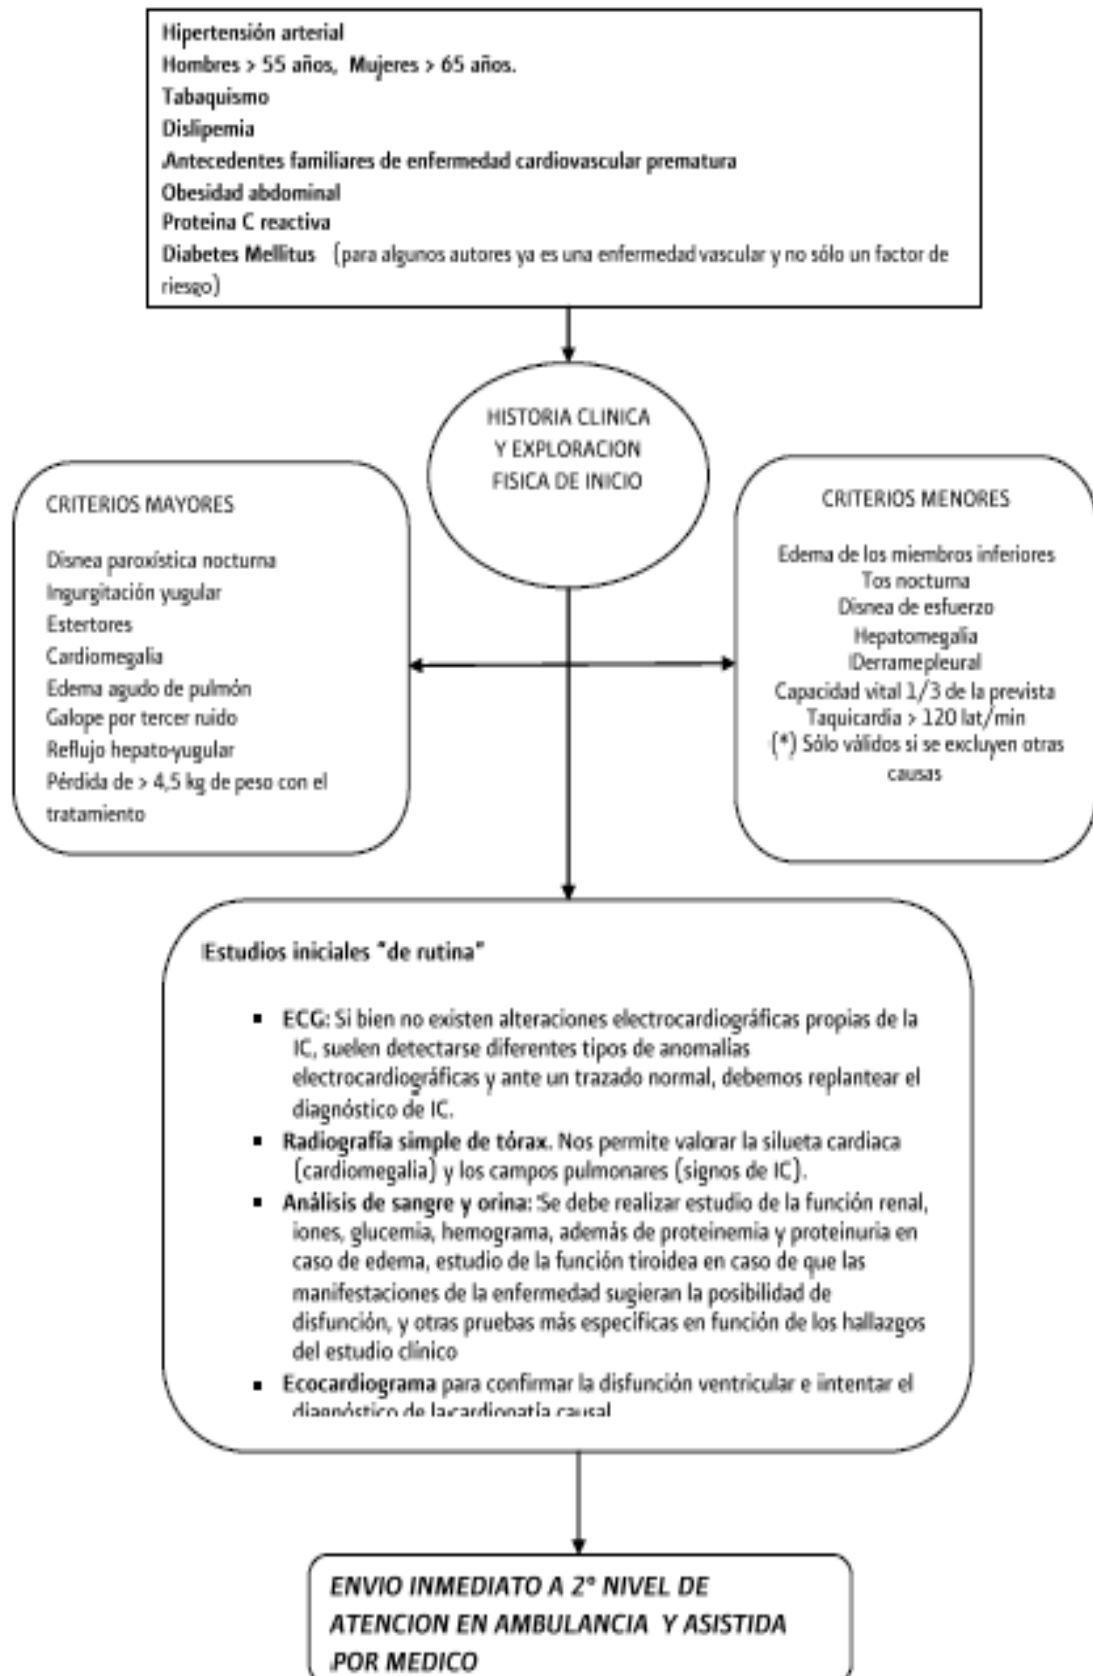 Hipertensión arterial
Hombres > 55 años, Mujeres > 65 años.
Tabaquismo
Dislipemia
Antecedentes familiares de enfermedad cardiovascular prematura
Obesidad abdominal
Proteina C reactiva
Diabetes Mellitus (para algunos autores ya es una enfermedad vascular y no sólo un factor de
riesgo)
HISTORIA CLINICA
Y EXPLORACION
FISICA DE INICIO
CRITERIOS MAYORES
Disnea paroxística nocturna
Ingurgitación yugular
Estertores
Cardiomegalia
Edema agudo de pulmón
Galope por tercer ruido
Reflujo hepato-yugular
Pérdida de > 4,5 kg de peso con el
tratamiento
CRITERIOS MENORES
Edema de los miembros inferiores
Tos nocturna
Disnea de esfuerzo
Hepatomegalia
Derrame pleural
Capacidad vital 1/3 de la prevista
Taquicardia > 120 lat/min
(*) Sólo válidos si se excluyen otras
causas
Estudios iniciales "de rutina"
▪ ECG: Si bien no existen alteraciones electrocardiográficas propias de la
IC, suelen detectarse diferentes tipos de anomalías
electrocardiográficas y ante un trazado normal, debemos replantear el
diagnóstico de IC.
▪ Radiografía simple de tórax. Nos permite valorar la silueta cardiaca
(cardiomegalia) y los campos pulmonares (signos de IC).
▪ Análisis de sangre y orina: Se debe realizar estudio de la función renal,
iones, glucemia, hemograma, además de proteinemia y proteinuria en
caso de edema, estudio de la función tiroidea en caso de que las
manifestaciones de la enfermedad sugieran la posibilidad de
disfunción, y otras pruebas más específicas en función de los hallazgos
del estudio clínico
▪ Ecocardiograma para confirmar la disfunción ventricular e intentar el
diagnóstico de la cardiopatía causal
ENVIO INMEDIATO A 2° NIVEL DE
ATENCION EN AMBULANCIA Y ASISTIDA
POR MEDICO